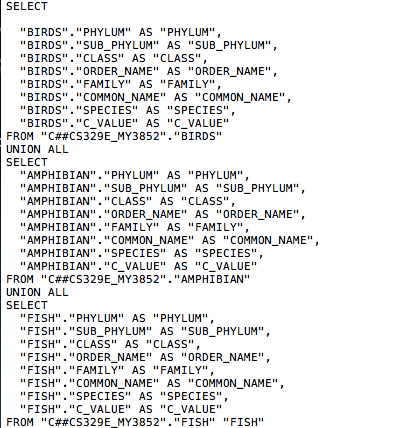 SELECT
"BIRDS"."PHYLUM" AS "PHYLUM",
"BIRDS"."SUB_PHYLUM" AS "SUB_PHYLUM",
"BIRDS"."CLASS" AS "CLASS",
"BIRDS"."ORDER_NAME" AS "ORDER_NAME",
"BIRDS"."FAMILY" AS "FAMILY",
"BIRDS"."COMMON_NAME" AS "COMMON_NAME",
"BIRDS"."SPECIES" AS "SPECIES",
"BIRDS"."C_VALUE" AS "C_VALUE"
FROM "C##CS329E_MY3852"."BIRDS"
UNION ALL
SELECT
"AMPHIBIAN"."PHYLUM" AS "PHYLUM",
"AMPHIBIAN"."SUB_PHYLUM" AS "SUB_PHYLUM",
"AMPHIBIAN"."CLASS" AS "CLASS",
"AMPHIBIAN"."ORDER_NAME" AS "ORDER_NAME",
"AMPHIBIAN"."FAMILY" AS "FAMILY",
"AMPHIBIAN"."COMMON_NAME" AS "COMMON_NAME",
"AMPHIBIAN"."SPECIES" AS "SPECIES",
"AMPHIBIAN"."C_VALUE" AS "C_VALUE"
FROM "C##CS329E_MY3852"."AMPHIBIAN"
UNION ALL
SELECT
"FISH"."PHYLUM" AS "PHYLUM",
"FISH"."SUB_PHYLUM" AS "SUB_PHYLUM",
"FISH"."CLASS" AS "CLASS",
"FISH"."ORDER_NAME" AS "ORDER_NAME",
"FISH"."FAMILY" AS "FAMILY",
"FISH"."COMMON_NAME" AS "COMMON_NAME",
"FISH"."SPECIES" AS "SPECIES",
"FISH"."C_VALUE" AS "C_VALUE"
FROM "C##CS329E_MY3852"."FISH" "FISH"